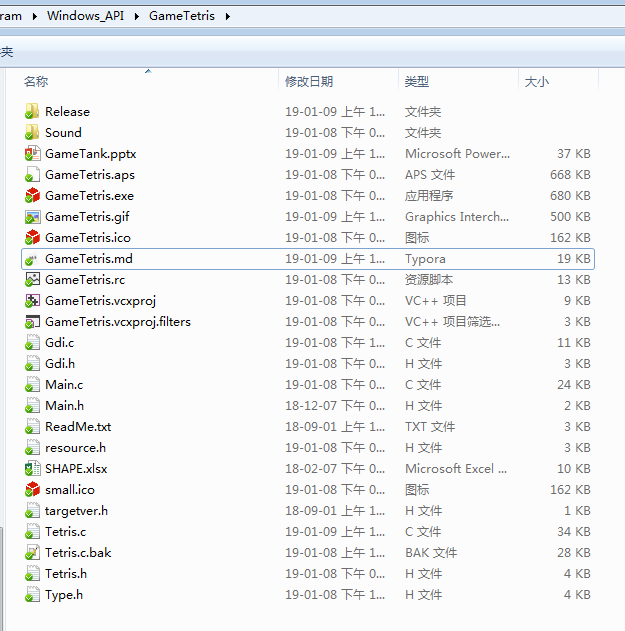 ram ▸ Windows_API ▸ GameTetris ▸
夹
名称 修改日期 类型 大小
Release 19-01-09 上午 1... 文件夹
Sound 19-01-08 下午 0... 文件夹
GameTank.pptx 19-01-09 上午 1... Microsoft Power... 37 KB
GameTetris.aps 19-01-08 下午 0... APS 文件 668 KB
GameTetris.exe 19-01-08 下午 0... 应用程序 680 KB
GameTetris.gif 19-01-09 上午 1... Graphics Interch... 500 KB
GameTetris.ico 19-01-08 下午 0... 图标 162 KB
GameTetris.md 19-01-09 上午 1... Typora 19 KB
GameTetris.rc 19-01-08 下午 0... 资源脚本 13 KB
GameTetris.vcxproj 19-01-08 下午 0... VC++ 项目 9 KB
GameTetris.vcxproj.filters 19-01-08 下午 0... VC++ 项目筛选... 3 KB
Gdi.c 19-01-08 下午 1... C 文件 11 KB
Gdi.h 19-01-08 下午 0... H 文件 3 KB
Main.c 19-01-08 下午 0... C 文件 24 KB
Main.h 18-12-07 下午 0... H 文件 2 KB
ReadMe.txt 18-09-01 上午 1... TXT 文件 3 KB
resource.h 19-01-08 下午 0... H 文件 3 KB
SHAPE.xlsx 18-02-07 下午 0... Microsoft Excel ... 10 KB
small.ico 19-01-08 下午 0... 图标 162 KB
targetver.h 18-09-01 上午 1... H 文件 1 KB
Tetris.c 19-01-09 上午 1... C 文件 34 KB
Tetris.c.bak 19-01-08 上午 1... BAK 文件 28 KB
Tetris.h 19-01-08 下午 0... H 文件 4 KB
Type.h 19-01-08 下午 1... H 文件 4 KB